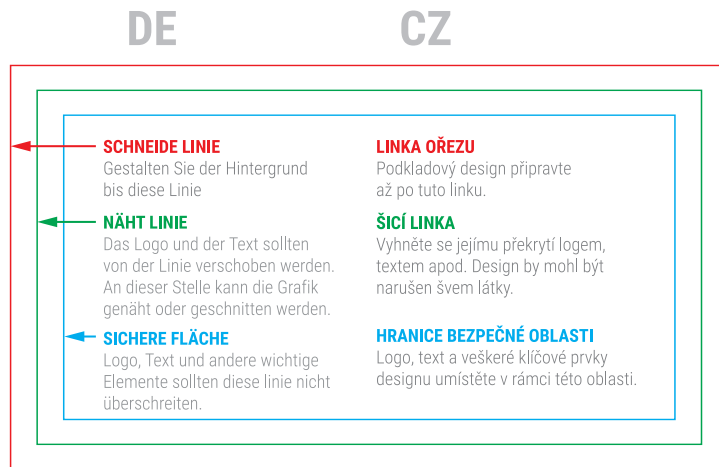 DE
SCHNEIDE LINIE
Gestalten Sie der Hintergrund
bis diese Linie
NÄHT LINIE
Das Logo und der Text sollten
von der Linie verschoben werden.
An dieser Stelle kann die Grafik
genäht oder geschnitten werden.
SICHERE FLÄCHE
Logo, Text und andere wichtige
Elemente sollten diese linie nicht
überschreiten.
CZ
LINKA OŘEZU
Podkladový design připravte
až po tuto linku.
ŠICÍ LINKA
Vyhněte se jejímu překrytí logem,
textem apod. Design by mohl být
narušen švem látky.
HRANICE BEZPEČNÉ OBLASTI
Logo, text a veškeré klíčové prvky
designu umístěte v rámci této oblasti.